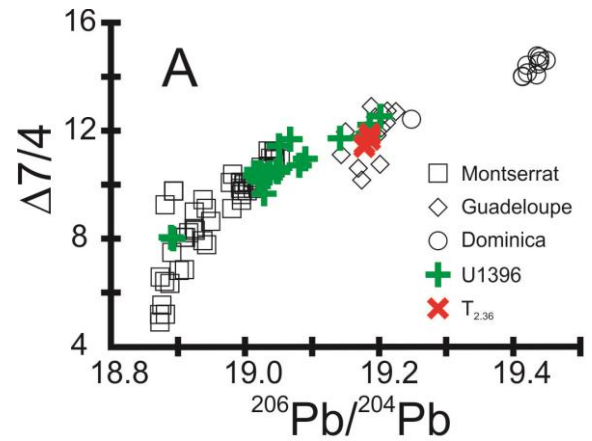 16
A
12
Δ7/4
8
4
Montserrat
Guadeloupe
Dominica
U1396
T2.36
18.8 19.0 19.2 19.4
206Pb/204Pb